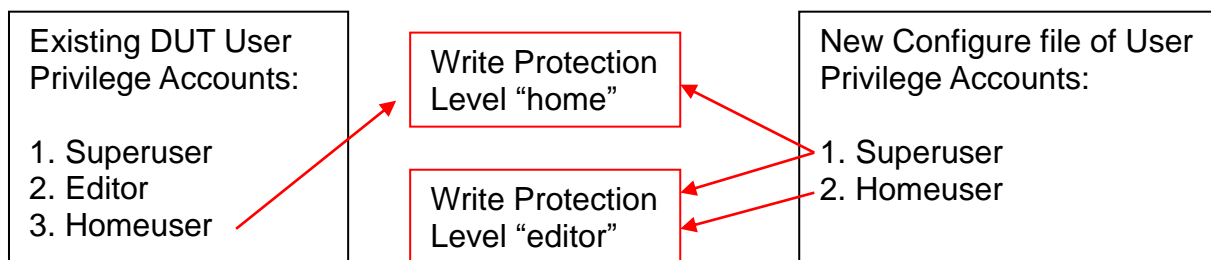 Existing DUT User
Privilege Accounts:
1. Superuser
2. Editor
3. Homeuser
Write Protection
Level “home”
Write Protection
Level “editor”
New Configure file of User
Privilege Accounts:
1. Superuser
2. Homeuser